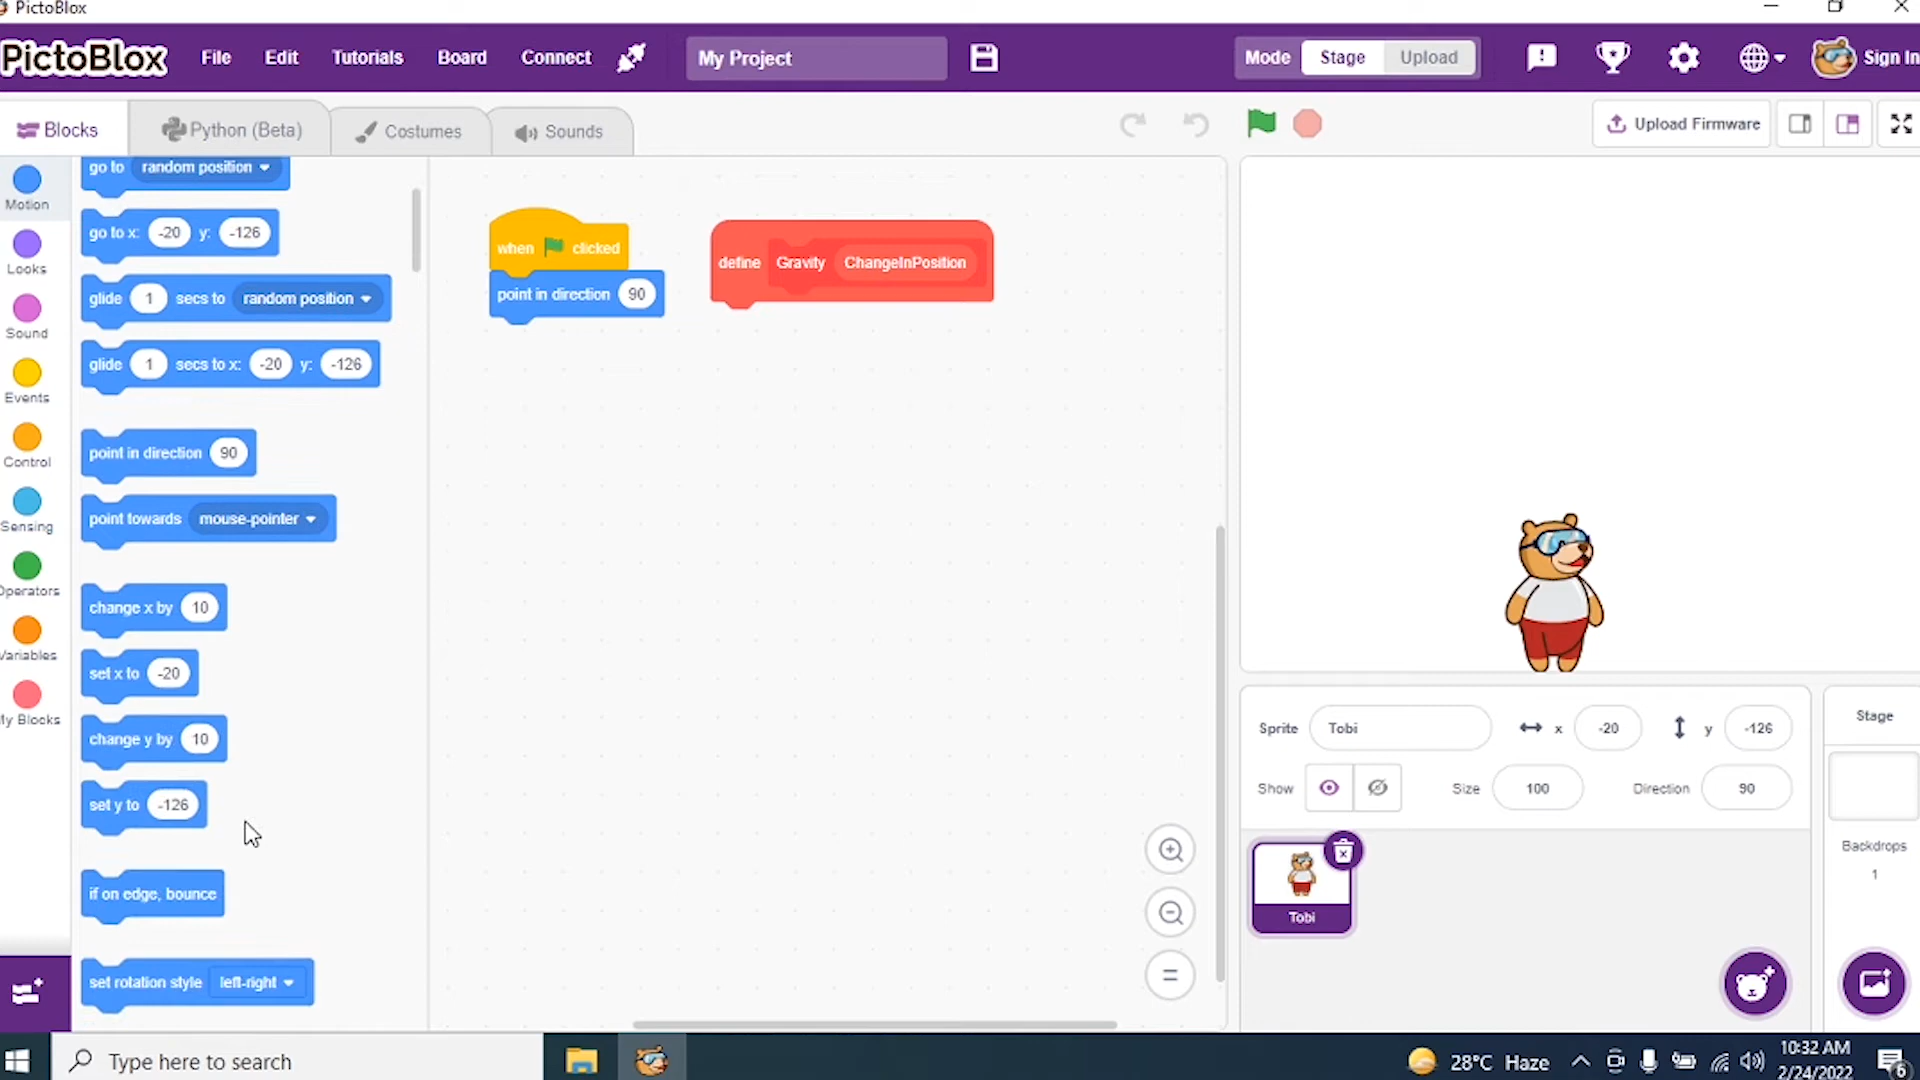 PictoBlox
PictoBlox File Edit Tutorials Board Connect My Project Mode Stage Upload Sign In
Blocks Python (Beta) Costumes Sounds Upload Firmware
Motion
Looks
Sound
Events
Control
Sensing
Operators
Variables
My Blocks
go to random position
go to x: -20 y: -126
glide 1 secs to random position
glide 1 secs to x: -20 y: -126
point in direction 90
point towards mouse-pointer
change x by 10
set x to -20
change y by 10
set y to -126
if on edge, bounce
set rotation style left-right
when clicked
point in direction 90
define Gravity ChangeInPosition
Sprite Tobi x -20 y -126
Show Size 100 Direction 90
Tobi
Stage
Backdrops
1
Type here to search
28°C Haze
10:32 AM
2/24/2022
6